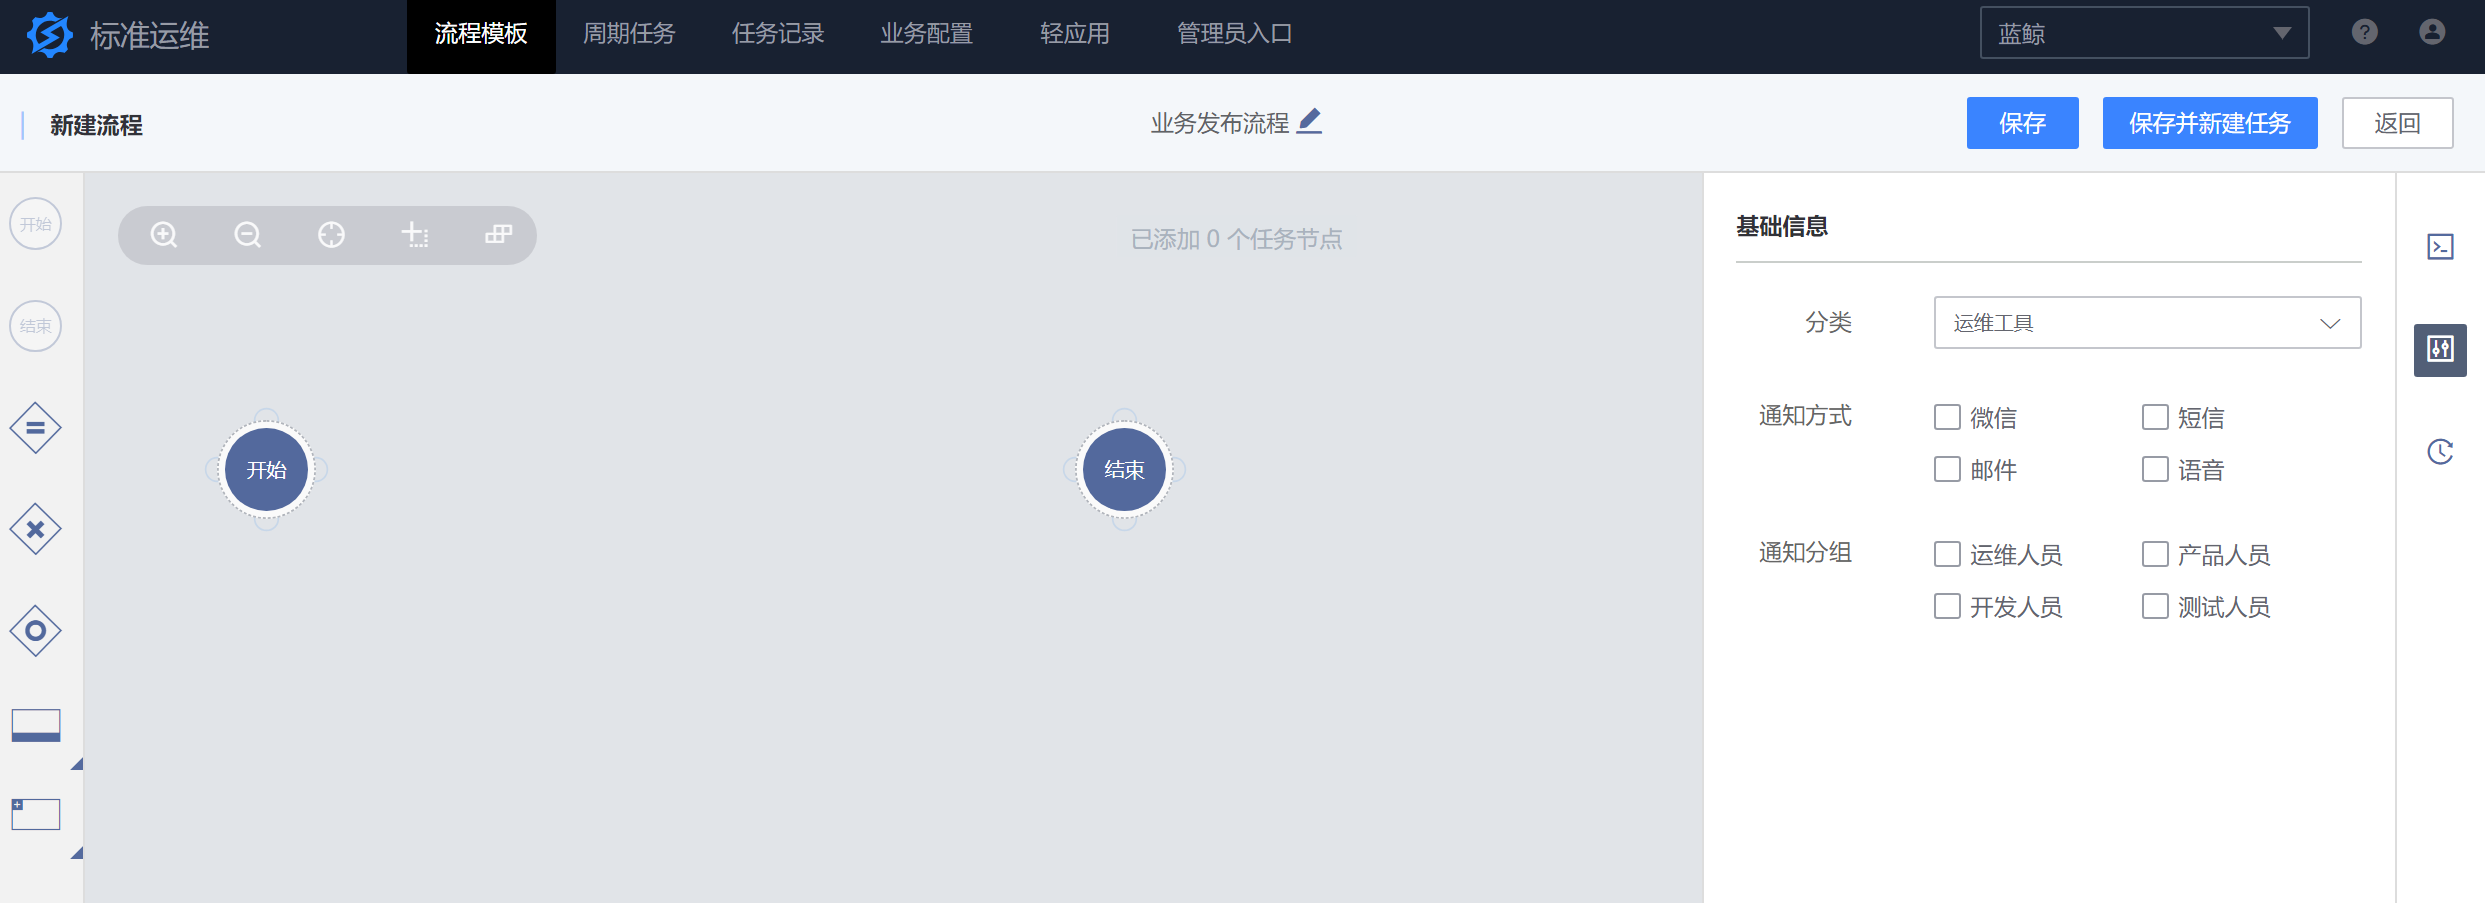 标准运维
流程模板 周期任务 任务记录 业务配置 轻应用 管理员入口
蓝鲸
新建流程
业务发布流程
保存 保存并新建任务 返回
开始
结束
已添加 0 个任务节点
开始
结束
基础信息
分类 运维工具
通知方式 微信 短信
邮件 语音
通知分组 运维人员 产品人员
开发人员 测试人员